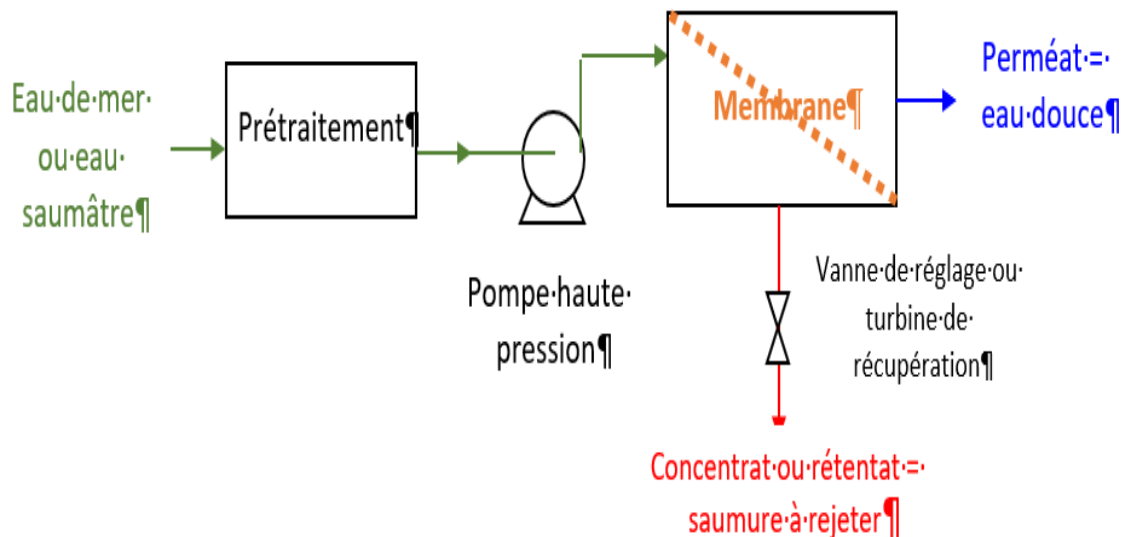 Eau·de·mer·
ou·eau·
saumâtre¶
Prétraitement¶
Pompe·haute·
pression¶
Membrane¶
Perméat·=·
eau·douce¶
Vanne·de·réglage·ou·
turbine·de·
récupération¶
Concentrat·ou·rétentat·=·
saumure·à·rejeter¶